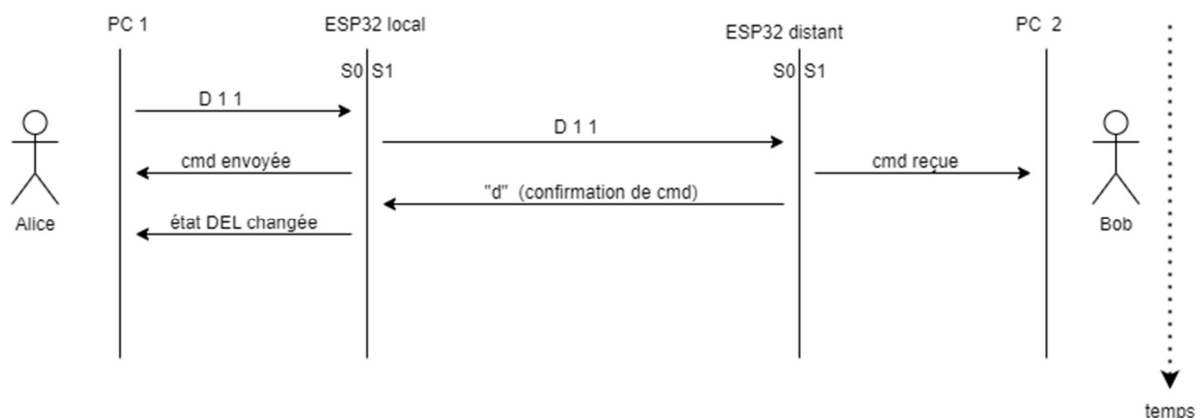 PC 1
ESP32 local
ESP32 distant
PC 2
S0 S1
S0 S1
D 1 1
D 1 1
cmd envoyée
cmd reçue
"d" (confirmation de cmd)
état DEL changée
Alice
Bob
temps